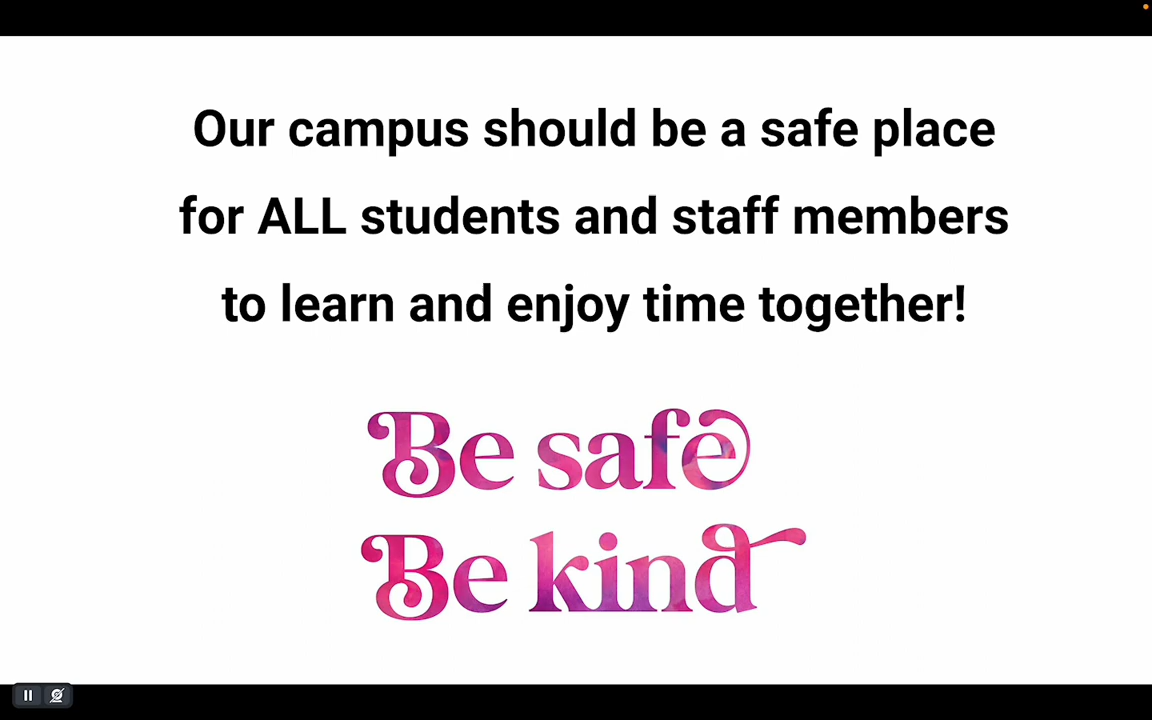 Our campus should be a safe place
for ALL students and staff members
to learn and enjoy time together!
Be safe
Be kind